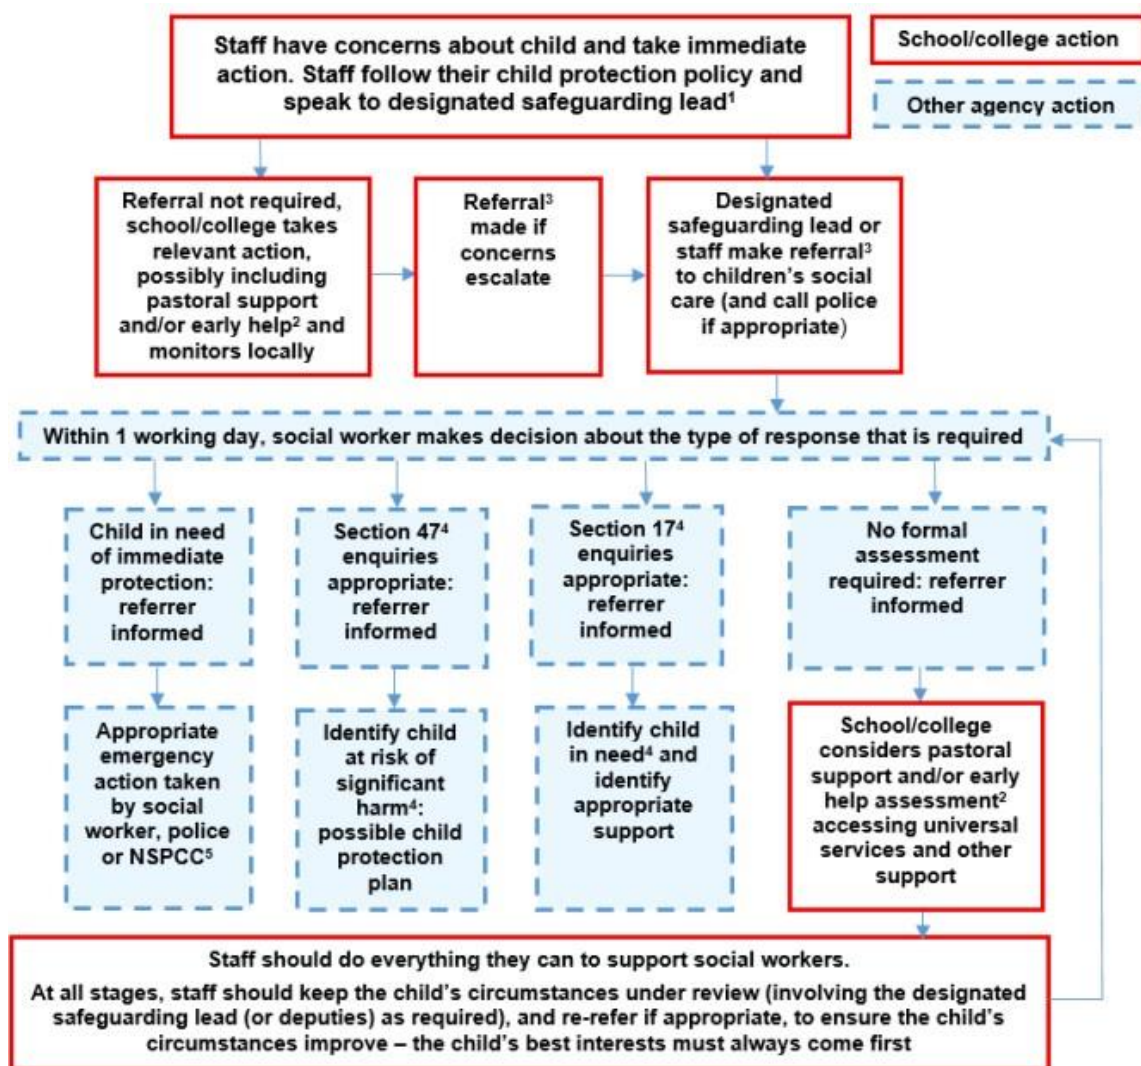 Staff have concerns about child and take immediate
action. Staff follow their child protection policy and
speak to designated safeguarding lead¹
School/college action
Other agency action
Referral not required,
school/college takes
relevant action,
possibly including
pastoral support
and/or early help² and
monitors locally
Referral³
made if
concerns
escalate
Designated
safeguarding lead or
staff make referral³
to children's social
care (and call police
if appropriate)
Within 1 working day, social worker makes decision about the type of response that is required
Child in need
of immediate
protection:
referrer
informed
Section 47⁴
enquiries
appropriate:
referrer
informed
Section 17⁴
enquiries
appropriate:
referrer
informed
No formal
assessment
required: referrer
informed
Appropriate
emergency
action taken
by social
worker, police
or NSPCC⁵
Identify child
at risk of
significant
harm⁴:
possible child
protection
plan
Identify child
in need⁴ and
identify
appropriate
support
School/college
considers pastoral
support and/or early
help assessment²
accessing universal
services and other
support
Staff should do everything they can to support social workers.
At all stages, staff should keep the child's circumstances under review (involving the designated
safeguarding lead (or deputies) as required), and re-refer if appropriate, to ensure the child's
circumstances improve – the child's best interests must always come first